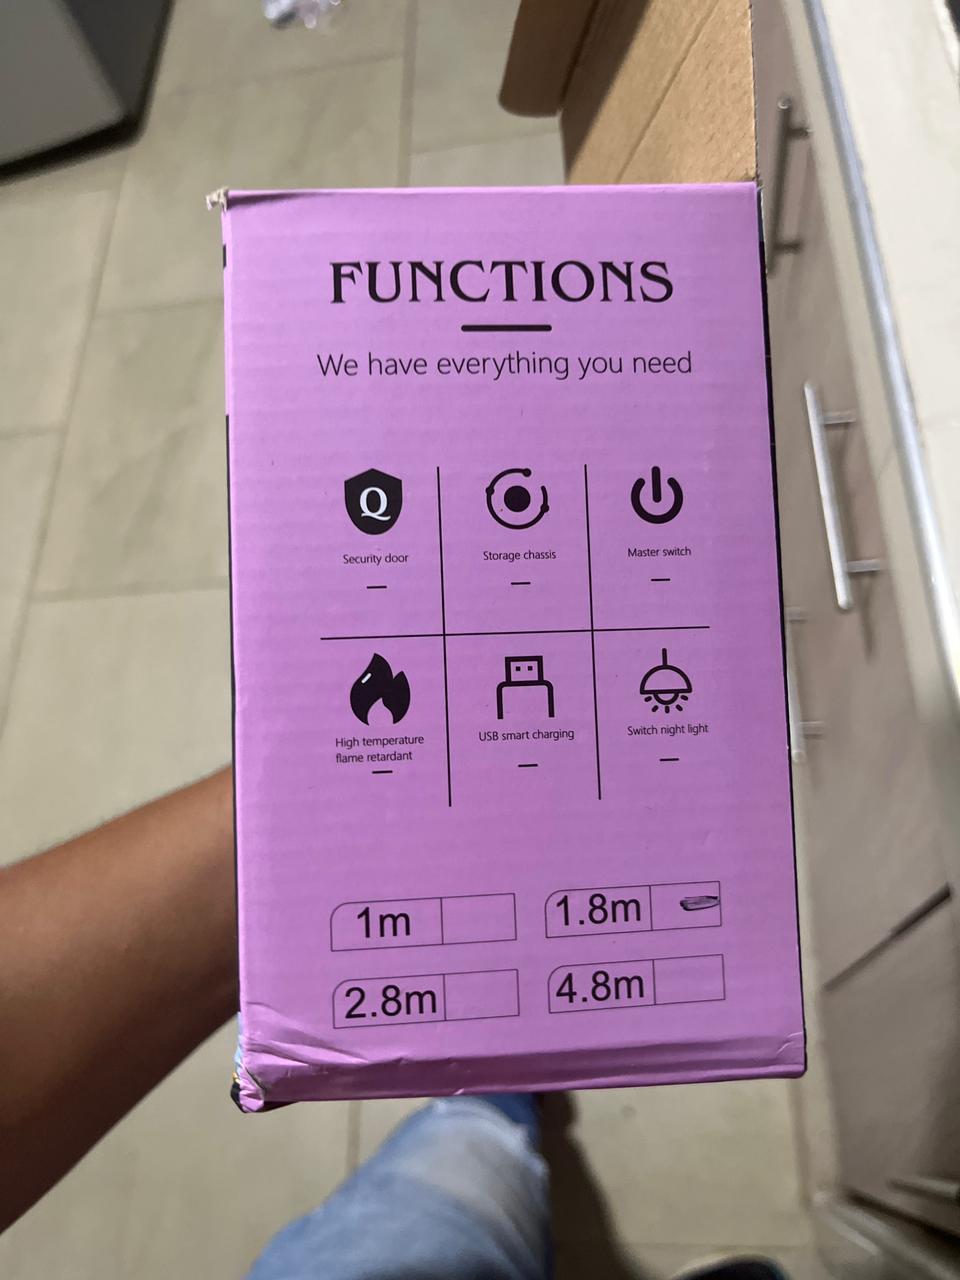 FUNCTIONS
We have everything you need
Q
Security door
Storage chassis
Master switch
High temperature
flame retardant
USB smart charging
Switch night light
1m
1.8m
2.8m
4.8m